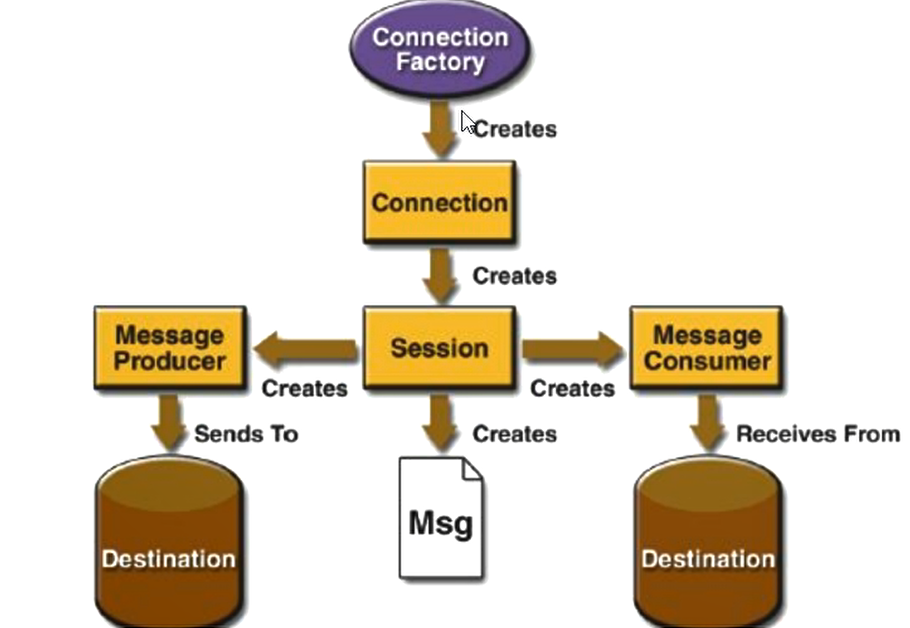 Connection
Factory
Creates
Connection
Creates
Message
Producer
Session
Message
Consumer
Creates
Creates
Sends To
Creates
Receives From
Msg
Destination
Destination